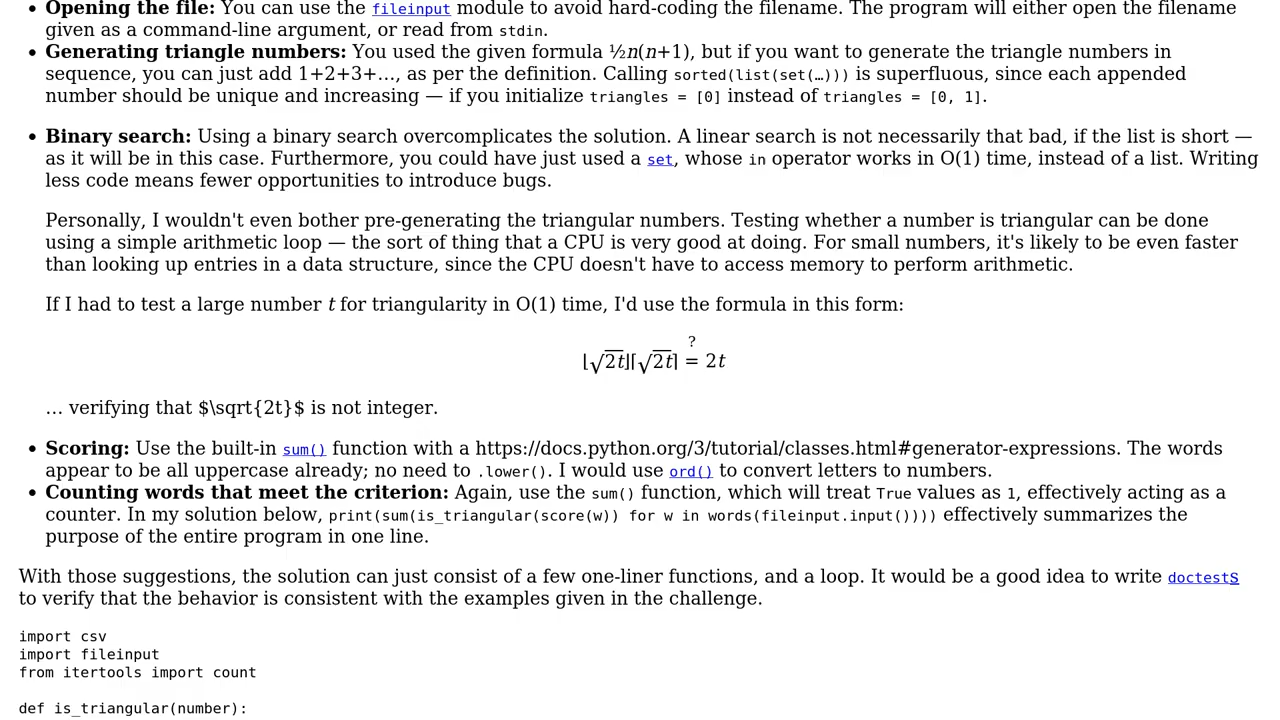 • Opening the file: You can use the fileinput module to avoid hard-coding the filename. The program will either open the filename
given as a command-line argument, or read from stdin.
• Generating triangle numbers: You used the given formula ½n(n+1), but if you want to generate the triangle numbers in
sequence, you can just add 1+2+3+…, as per the definition. Calling sorted(list(set(…))) is superfluous, since each appended
number should be unique and increasing — if you initialize triangles = [0] instead of triangles = [0, 1].
• Binary search: Using a binary search overcomplicates the solution. A linear search is not necessarily that bad, if the list is short —
as it will be in this case. Furthermore, you could have just used a set, whose in operator works in O(1) time, instead of a list. Writing
less code means fewer opportunities to introduce bugs.
Personally, I wouldn't even bother pre-generating the triangular numbers. Testing whether a number is triangular can be done
using a simple arithmetic loop — the sort of thing that a CPU is very good at doing. For small numbers, it's likely to be even faster
than looking up entries in a data structure, since the CPU doesn't have to access memory to perform arithmetic.
If I had to test a large number t for triangularity in O(1) time, I'd use the formula in this form:
⌊√2t⌋⌈√2t⌉ ≟ 2t
… verifying that $\sqrt{2t}$ is not integer.
• Scoring: Use the built-in sum() function with a https://docs.python.org/3/tutorial/classes.html#generator-expressions. The words
appear to be all uppercase already; no need to .lower(). I would use ord() to convert letters to numbers.
• Counting words that meet the criterion: Again, use the sum() function, which will treat True values as 1, effectively acting as a
counter. In my solution below, print(sum(is_triangular(score(w)) for w in words(fileinput.input()))) effectively summarizes the
purpose of the entire program in one line.
With those suggestions, the solution can just consist of a few one-liner functions, and a loop. It would be a good idea to write doctests
to verify that the behavior is consistent with the examples given in the challenge.
import csv
import fileinput
from itertools import count
def is_triangular(number):